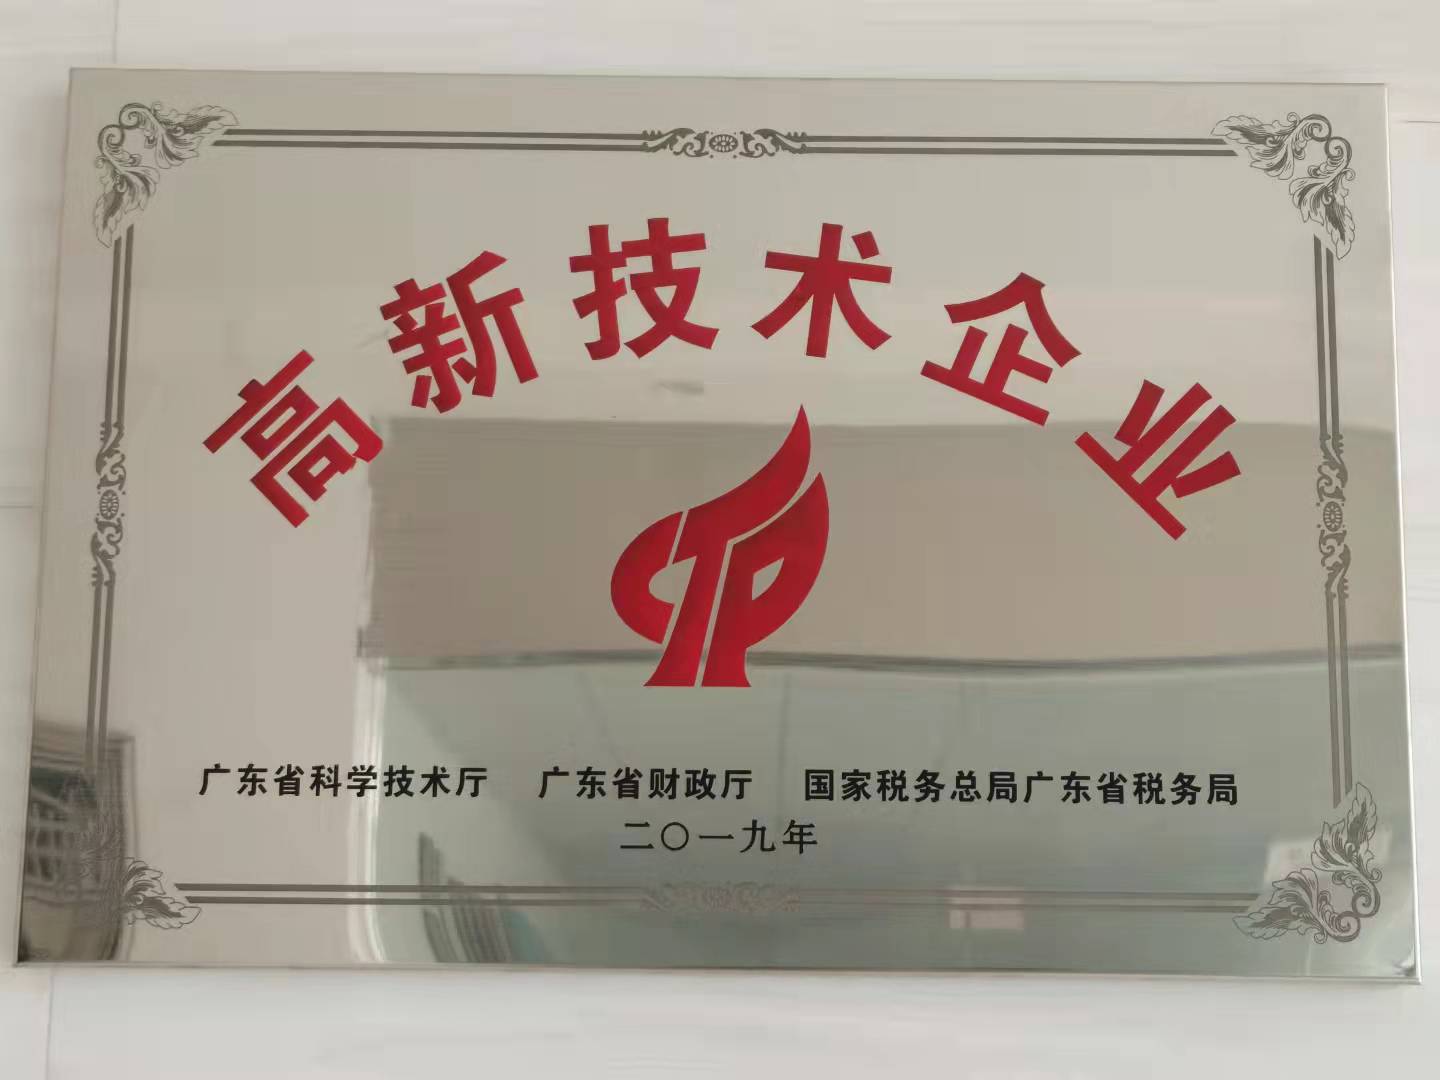 高新技术企业
广东省科学技术厅 广东省财政厅 国家税务总局广东省税务局
二〇一九年